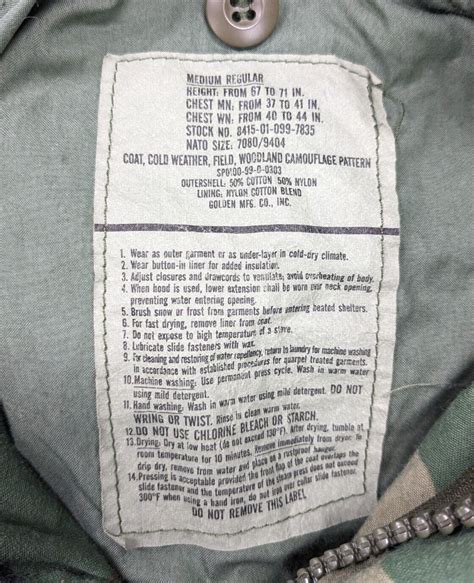 MEDIUM REGULAR
HEIGHT: FROM 67 TO 71 IN.
CHEST MN: FROM 37 TO 41 IN.
CHEST WN: FROM 40 TO 44 IN.
STOCK NO. 8415-01-099-7835
NATO SIZE: 7080/9404
COAT, COLD WEATHER, FIELD, WOODLAND CAMOUFLAGE PATTERN
SPO100-99-D-0303
OUTERSHELL: 50% COTTON 50% NYLON
LINING: NYLON COTTON BLEND
GOLDEN MFG. CO., INC.
1. Wear as outer garment or as under-layer in cold-dry climate.
2. Wear button-in liner for added insulation.
3. Adjust closures and drawcords to ventilate, avoid overheating of body.
4. When hood is used, lower extension shall be worn over neck opening,
preventing water entering opening.
5. Brush snow or frost from garments before entering heated shelters.
6. For fast drying, remove liner from coat.
7. Do not expose to high temperature of a stove.
8. Lubricate slide fasteners with wax.
9. For cleaning and restoring of water repellency, return to laundry for machine washing
in accordance with established procedures for quarpel treated garments.
10. Machine washing: Use permanent press cycle. Wash in warm water
using mild detergent.
11. Hand washing: Wash in warm water using mild detergent. DO NOT
WRING OR TWIST. Rinse in clean warm water.
12. DO NOT USE CHLORINE BLEACH OR STARCH.
13. Drying: Dry at low heat (do not exceed 130°F). After drying, tumble at
room temperature for 10 minutes. Remove immediately from dryer. To
drip dry, remove from water and place on a rustproof hanger.
14. Pressing is acceptable provided the front flap of the coat overlaps the
slide fastener and the temperature of the steam press does not exceed
300°F when using a hand iron, do not iron over slide fastener.
DO NOT REMOVE THIS LABEL